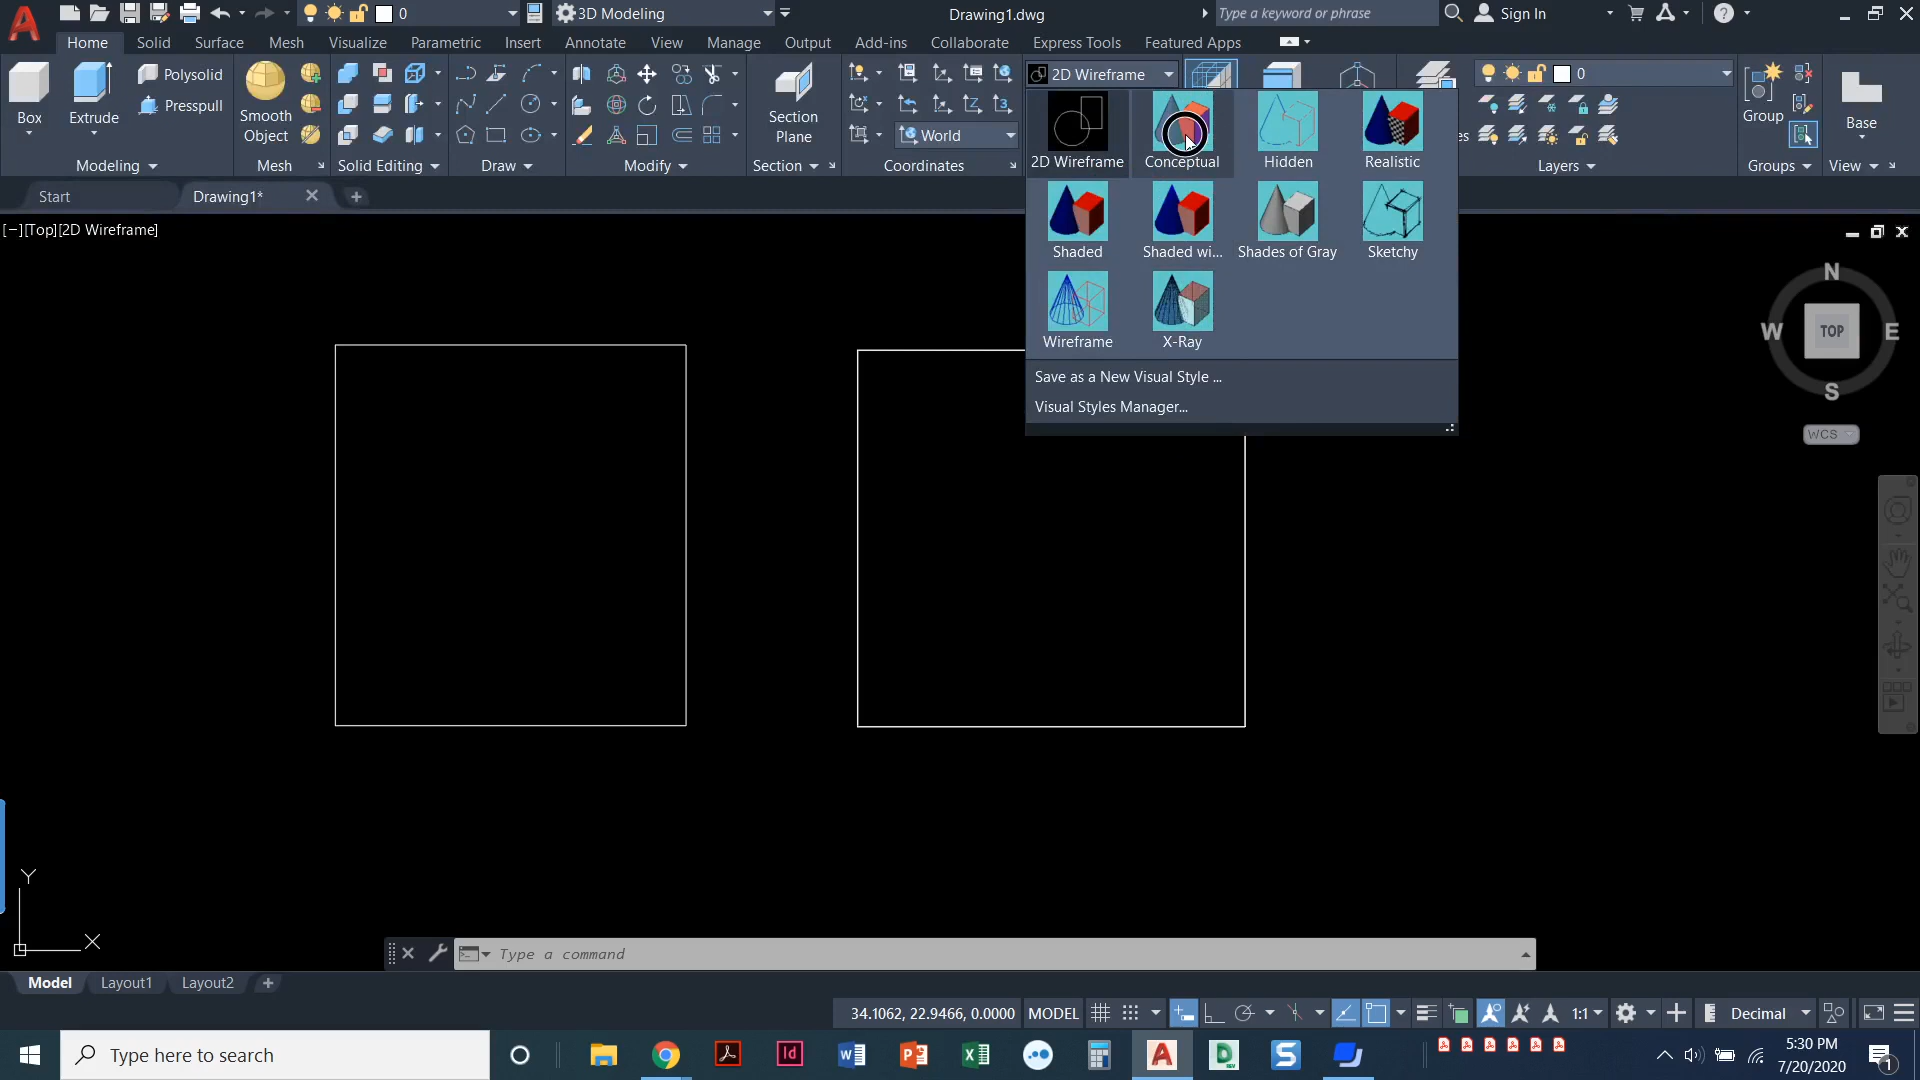 0
3D Modeling
Drawing1.dwg
Type a keyword or phrase
Sign In
Home
Solid
Surface
Mesh
Visualize
Parametric
Insert
Annotate
View
Manage
Output
Add-ins
Collaborate
Express Tools
Featured Apps
Box
Extrude
Polysolid
Presspull
Smooth
Object
Section
Plane
World
2D Wireframe
0
Group
Base
Modeling
Mesh
Solid Editing
Draw
Modify
Section
Coordinates
Layers
Groups
View
2D Wireframe
Conceptual
Hidden
Realistic
Shaded
Shaded wi...
Shades of Gray
Sketchy
Wireframe
X-Ray
Save as a New Visual Style ...
Visual Styles Manager...
Start
Drawing1*
[−][Top][2D Wireframe]
N
W
TOP
E
S
WCS
Y
X
Type a command
Model
Layout1
Layout2
34.1062, 22.9466, 0.0000
MODEL
1:1
Decimal
Type here to search
5:30 PM
7/20/2020
1